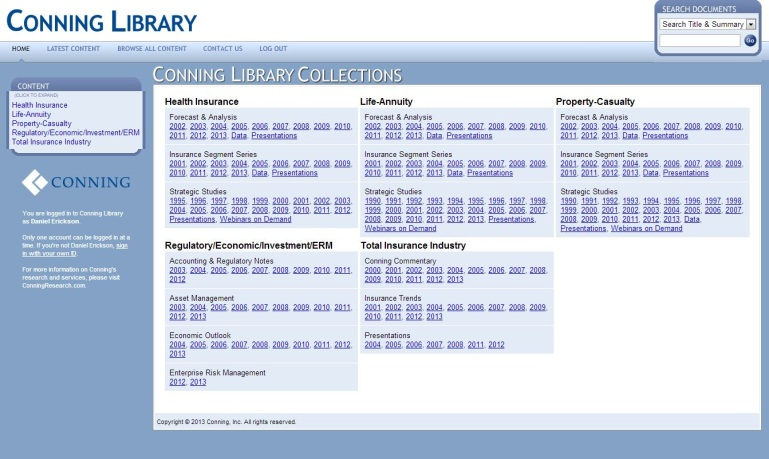 CONNING LIBRARY
SEARCH DOCUMENTS
Search Title & Summary
Go
HOME LATEST CONTENT BROWSE ALL CONTENT CONTACT US LOG OUT
CONTENT
(CLICK TO EXPAND)
Health Insurance
Life-Annuity
Property-Casualty
Regulatory/Economic/Investment/ERM
Total Insurance Industry
CONNING
You are logged in to Conning Library
as Daniel Erickson.
Only one account can be logged in at a
time. If you're not Daniel Erickson, sign
in with your own ID.
For more information on Conning's
research and services, please visit
ConningResearch.com.
CONNING LIBRARY COLLECTIONS
Health Insurance
Forecast & Analysis
2002, 2003, 2004, 2005, 2006, 2007, 2008, 2009, 2010,
2011, 2012, 2013, Data, Presentations
Insurance Segment Series
2001, 2002, 2003, 2004, 2005, 2006, 2007, 2008, 2009,
2010, 2011, 2012, 2013, Data, Presentations
Strategic Studies
1995, 1996, 1997, 1998, 1999, 2000, 2001, 2002, 2003,
2004, 2005, 2006, 2007, 2008, 2009, 2010, 2011, 2012,
Presentations, Webinars on Demand
Life-Annuity
Forecast & Analysis
2002, 2003, 2004, 2005, 2006, 2007, 2008, 2009, 2010,
2011, 2012, 2013, Data, Presentations
Insurance Segment Series
2001, 2002, 2003, 2004, 2005, 2006, 2007, 2008, 2009,
2010, 2011, 2012, 2013, Data, Presentations
Strategic Studies
1990, 1991, 1992, 1993, 1994, 1995, 1996, 1997, 1998,
1999, 2000, 2001, 2002, 2003, 2004, 2005, 2006, 2007,
2008, 2009, 2010, 2011, 2012, 2013, Presentations,
Webinars on Demand
Property-Casualty
Forecast & Analysis
2002, 2003, 2004, 2005, 2006, 2007, 2008, 2009, 2010,
2011, 2012, 2013, Data, Presentations
Insurance Segment Series
2001, 2002, 2003, 2004, 2005, 2006, 2007, 2008, 2009,
2010, 2011, 2012, 2013, Data, Presentations
Strategic Studies
1990, 1991, 1992, 1993, 1994, 1995, 1996, 1997, 1998,
1999, 2000, 2001, 2002, 2003, 2004, 2005, 2006, 2007,
2008, 2009, 2010, 2011, 2012, 2013, Data,
Presentations, Webinars on Demand
Regulatory/Economic/Investment/ERM
Accounting & Regulatory Notes
2003, 2004, 2005, 2006, 2007, 2008, 2009, 2010, 2011,
2012
Asset Management
2003, 2004, 2005, 2006, 2007, 2008, 2009, 2010, 2011,
2012, 2013
Economic Outlook
2004, 2005, 2006, 2007, 2008, 2009, 2010, 2011, 2012,
2013
Enterprise Risk Management
2012, 2013
Total Insurance Industry
Conning Commentary
2000, 2001, 2002, 2003, 2004, 2005, 2006, 2007, 2008,
2009, 2010, 2011, 2012, 2013
Insurance Trends
2001, 2002, 2003, 2004, 2005, 2006, 2007, 2008, 2009,
2010, 2011, 2012, 2013
Presentations
2004, 2005, 2006, 2007, 2008, 2011, 2012
Copyright © 2013 Conning, Inc. All rights reserved.